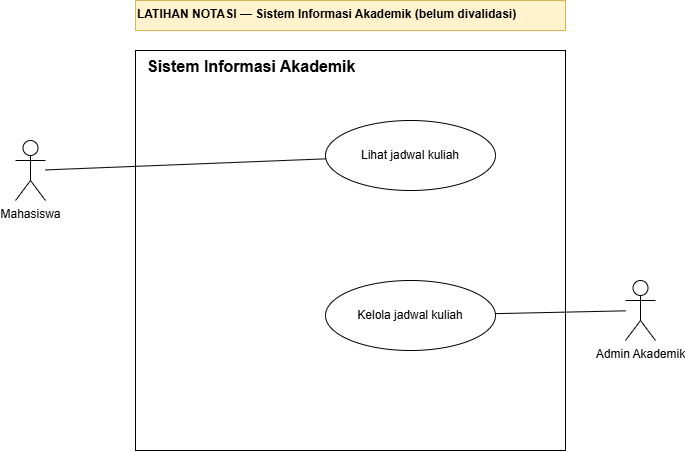 LATIHAN NOTASI — Sistem Informasi Akademik (belum divalidasi)
Sistem Informasi Akademik
Lihat jadwal kuliah
Mahasiswa
Kelola jadwal kuliah
Admin Akademik